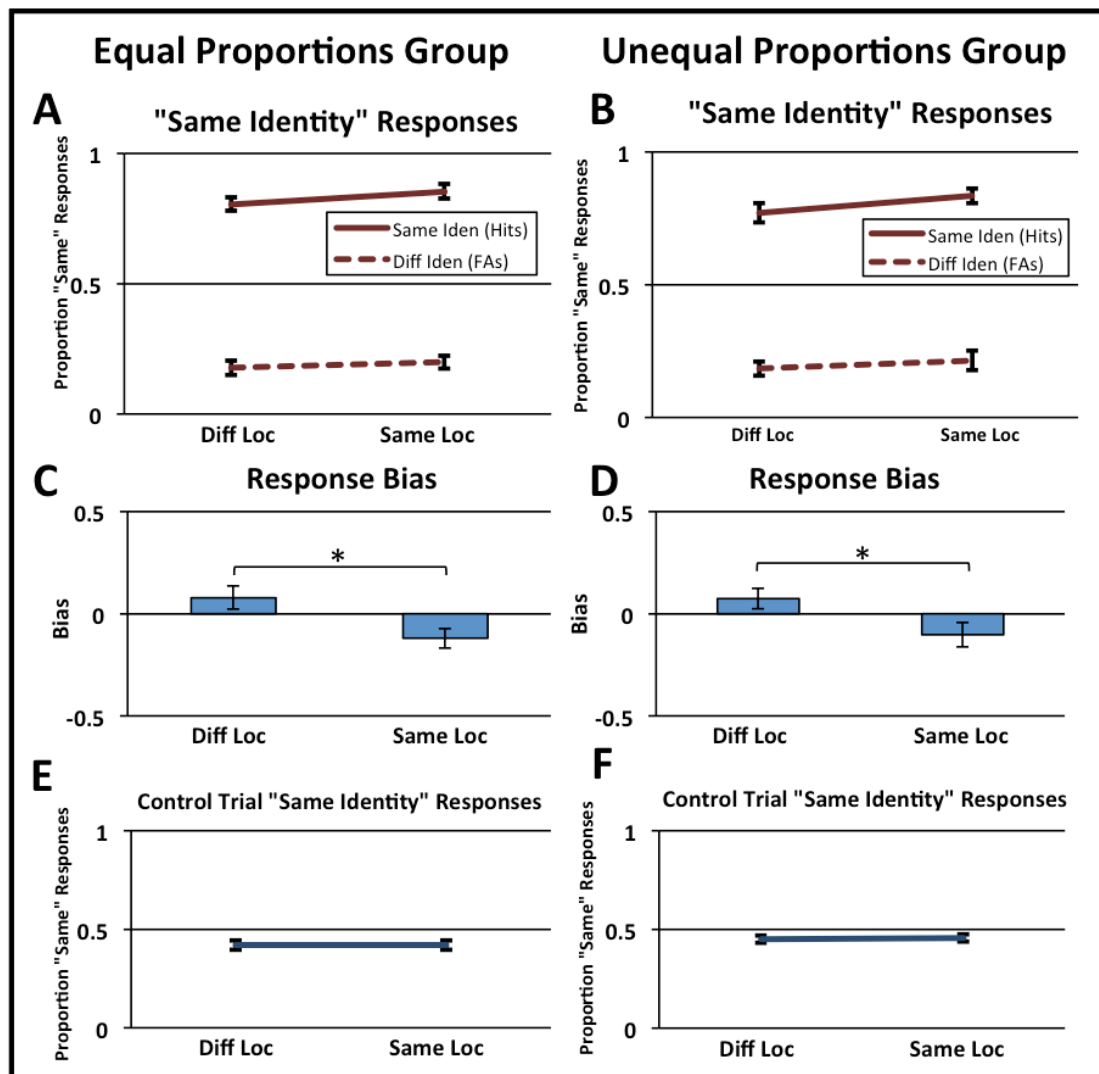 Equal Proportions Group
Unequal Proportions Group
A
"Same Identity" Responses
Proportion "Same" Responses
1
0.5
0
Same Iden (Hits)
Diff Iden (FAs)
Diff Loc
Same Loc
B
"Same Identity" Responses
Proportion "Same" Responses
1
0.5
0
Same Iden (Hits)
Diff Iden (FAs)
Diff Loc
Same Loc
C
Response Bias
Bias
0.5
0
-0.5
*
Diff Loc
Same Loc
D
Response Bias
Bias
0.5
0
-0.5
*
Diff Loc
Same Loc
E
Control Trial "Same Identity" Responses
Proportion "Same" Responses
1
0.5
0
Diff Loc
Same Loc
F
Control Trial "Same Identity" Responses
Proportion "Same" Responses
1
0.5
0
Diff Loc
Same Loc